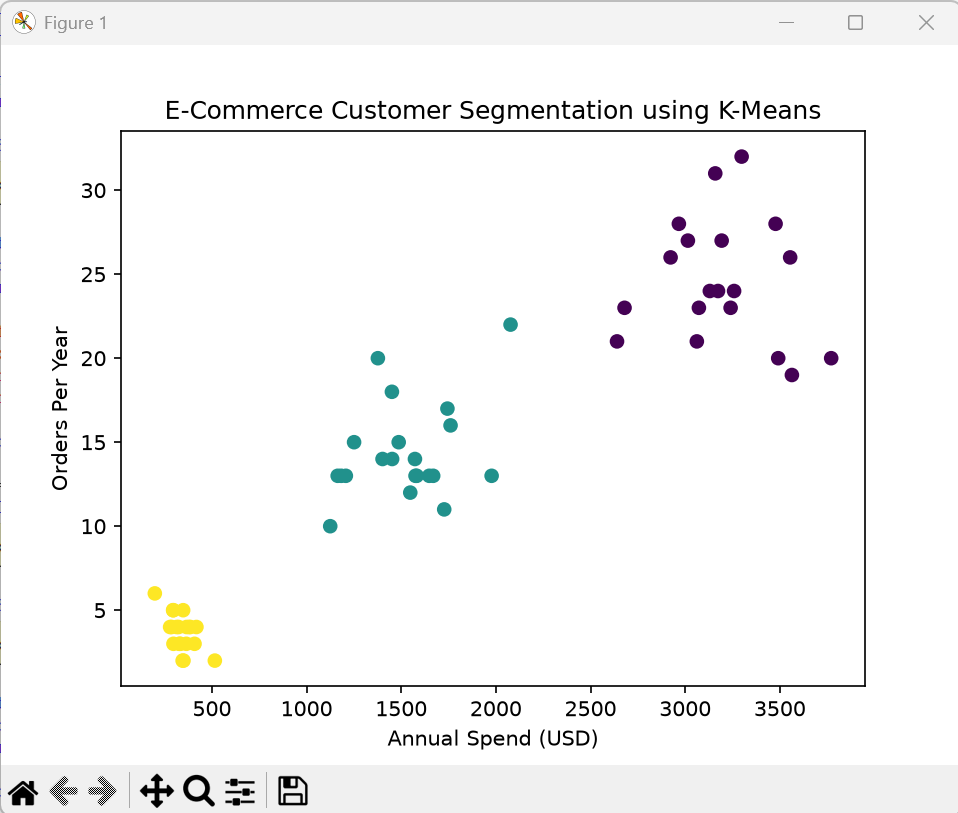 Figure 1
E-Commerce Customer Segmentation using K-Means
Orders Per Year
30
25
20
15
10
5
500 1000 1500 2000 2500 3000 3500
Annual Spend (USD)